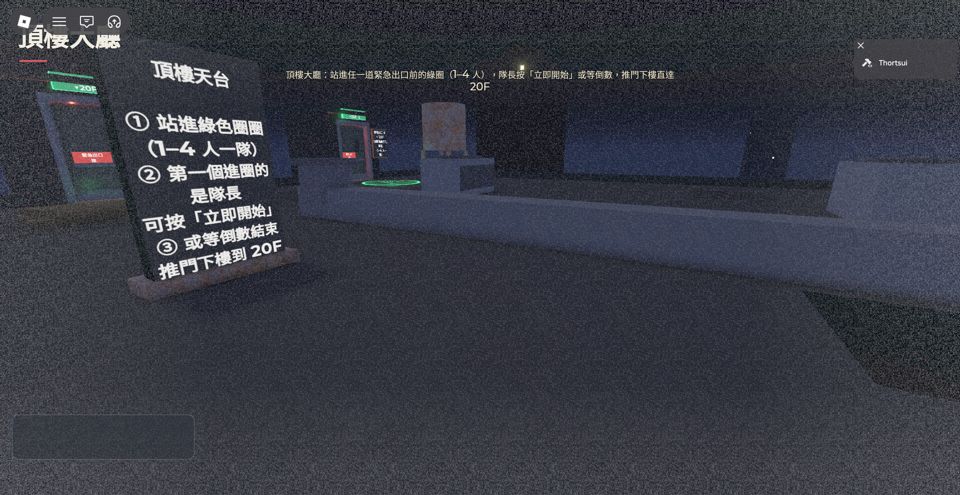 頂樓大廳
頂樓大廳：站進任一道緊急出口前的綠圈（1–4 人），隊長按「立即開始」或等倒數，推門下樓直達
20F
Thortsui
頂樓天台
① 站進綠色圈圈
（1–4 人一隊）
② 第一個進圈的
是隊長
可按「立即開始」
③ 或等倒數結束
推門下樓到 20F